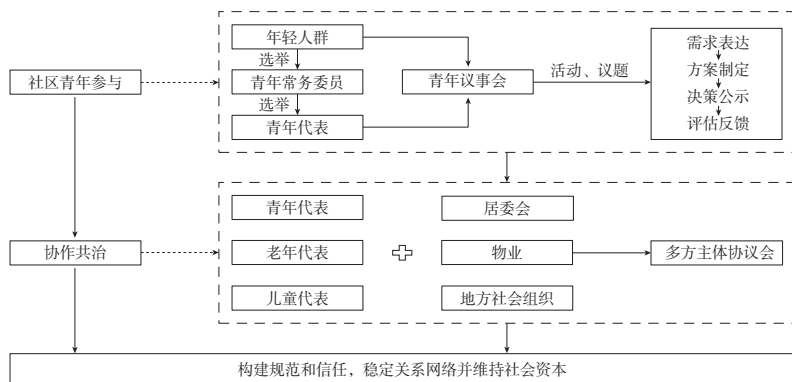 年轻人群
选举
社区青年参与
青年常务委员
选举
青年代表
青年议事会
活动、议题
需求表达
方案制定
决策公示
评估反馈
青年代表
居委会
协作共治
老年代表
物业
多方主体协议会
儿童代表
地方社会组织
构建规范和信任，稳定关系网络并维持社会资本